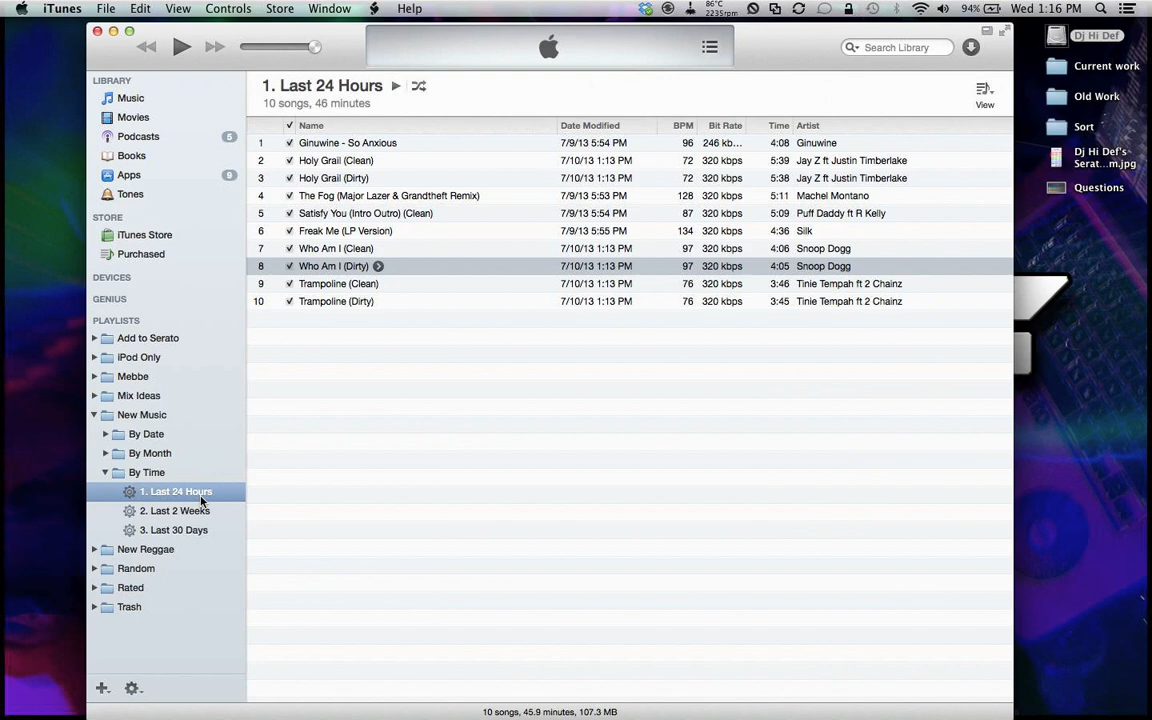 iTunes File Edit View Controls Store Window Help 86°C 2235rpm 94% Wed 1:16 PM
Search Library
LIBRARY
Music
Movies
Podcasts 5
Books
Apps 9
Tones
STORE
iTunes Store
Purchased
DEVICES
GENIUS
PLAYLISTS
Add to Serato
iPod Only
Mebbe
Mix Ideas
New Music
By Date
By Month
By Time
1. Last 24 Hours
2. Last 2 Weeks
3. Last 30 Days
New Reggae
Random
Rated
Trash
1. Last 24 Hours
10 songs, 46 minutes
View
Name Date Modified BPM Bit Rate Time Artist
1 Ginuwine - So Anxious 7/9/13 5:54 PM 96 246 kb... 4:08 Ginuwine
2 Holy Grail (Clean) 7/10/13 1:13 PM 72 320 kbps 5:39 Jay Z ft Justin Timberlake
3 Holy Grail (Dirty) 7/10/13 1:13 PM 72 320 kbps 5:38 Jay Z ft Justin Timberlake
4 The Fog (Major Lazer & Grandtheft Remix) 7/9/13 5:53 PM 128 320 kbps 5:11 Machel Montano
5 Satisfy You (Intro Outro) (Clean) 7/9/13 5:54 PM 87 320 kbps 5:09 Puff Daddy ft R Kelly
6 Freak Me (LP Version) 7/9/13 5:55 PM 134 320 kbps 4:36 Silk
7 Who Am I (Clean) 7/10/13 1:13 PM 97 320 kbps 4:06 Snoop Dogg
8 Who Am I (Dirty) 7/10/13 1:13 PM 97 320 kbps 4:05 Snoop Dogg
9 Trampoline (Clean) 7/10/13 1:13 PM 76 320 kbps 3:46 Tinie Tempah ft 2 Chainz
10 Trampoline (Dirty) 7/10/13 1:13 PM 76 320 kbps 3:45 Tinie Tempah ft 2 Chainz
10 songs, 45.9 minutes, 107.3 MB
Dj Hi Def
Current work
Old Work
Sort
Dj Hi Def's
Serat...m.jpg
Questions